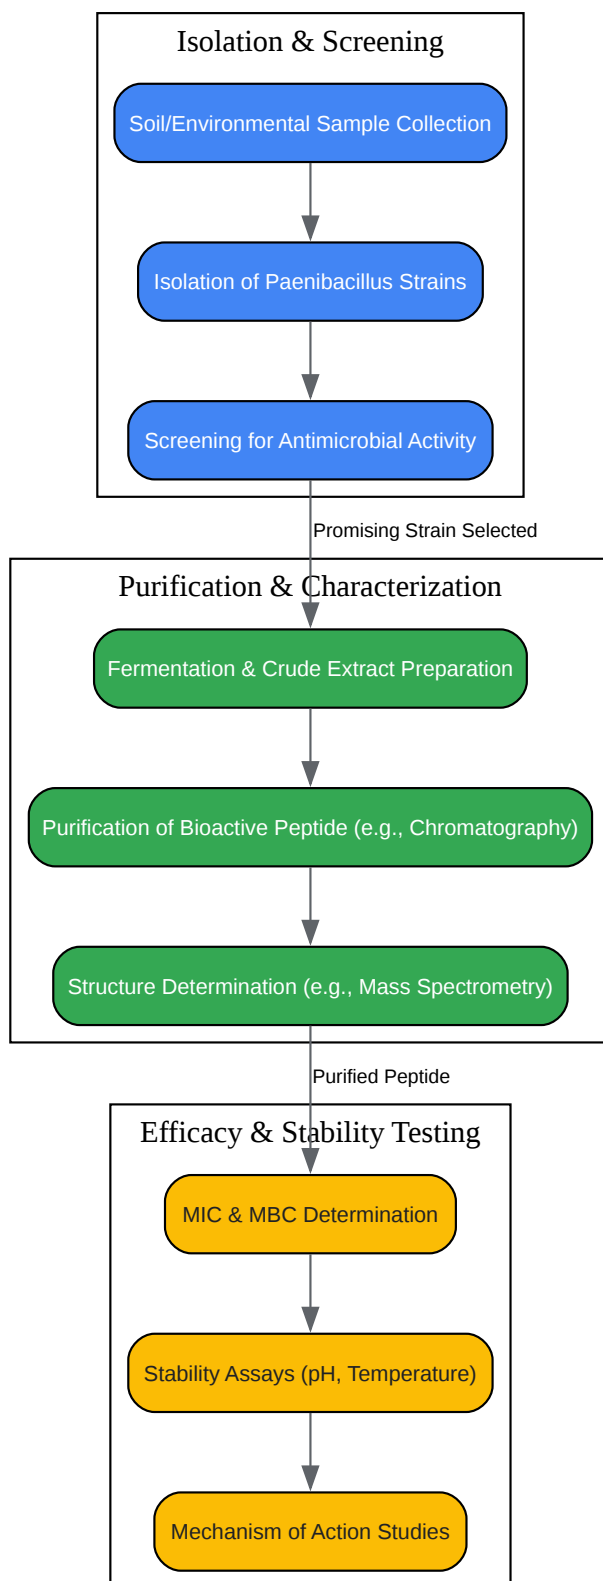 Isolation & Screening
Soil/Environmental Sample Collection
Isolation of Paenibacillus Strains
Screening for Antimicrobial Activity
Promising Strain Selected
Purification & Characterization
Fermentation & Crude Extract Preparation
Purification of Bioactive Peptide (e.g., Chromatography)
Structure Determination (e.g., Mass Spectrometry)
Purified Peptide
Efficacy & Stability Testing
MIC & MBC Determination
Stability Assays (pH, Temperature)
Mechanism of Action Studies